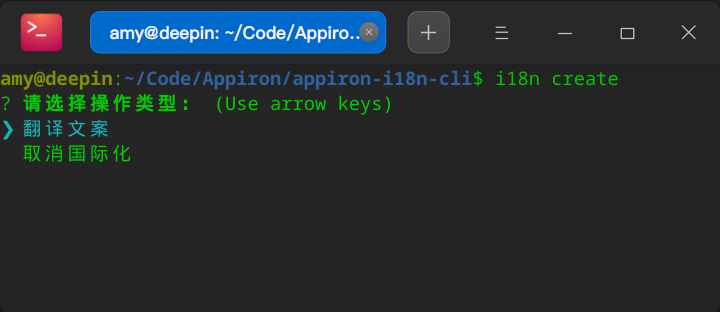 amy@deepin: ~/Code/Appiro..
amy@deepin:~/Code/Appiron/appiron-i18n-cli$ i18n create
? 请选择操作类型: (Use arrow keys)
❯ 翻译文案
取消国际化